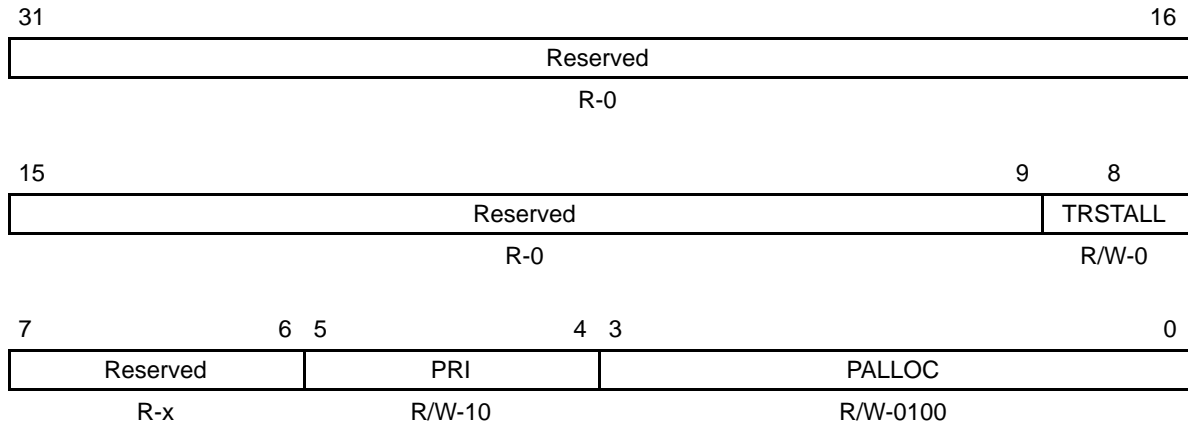 31 16
Reserved
R-0
15 9 8
Reserved TRSTALL
R-0 R/W-0
7 6 5 4 3 0
Reserved PRI PALLOC
R-x R/W-10 R/W-0100